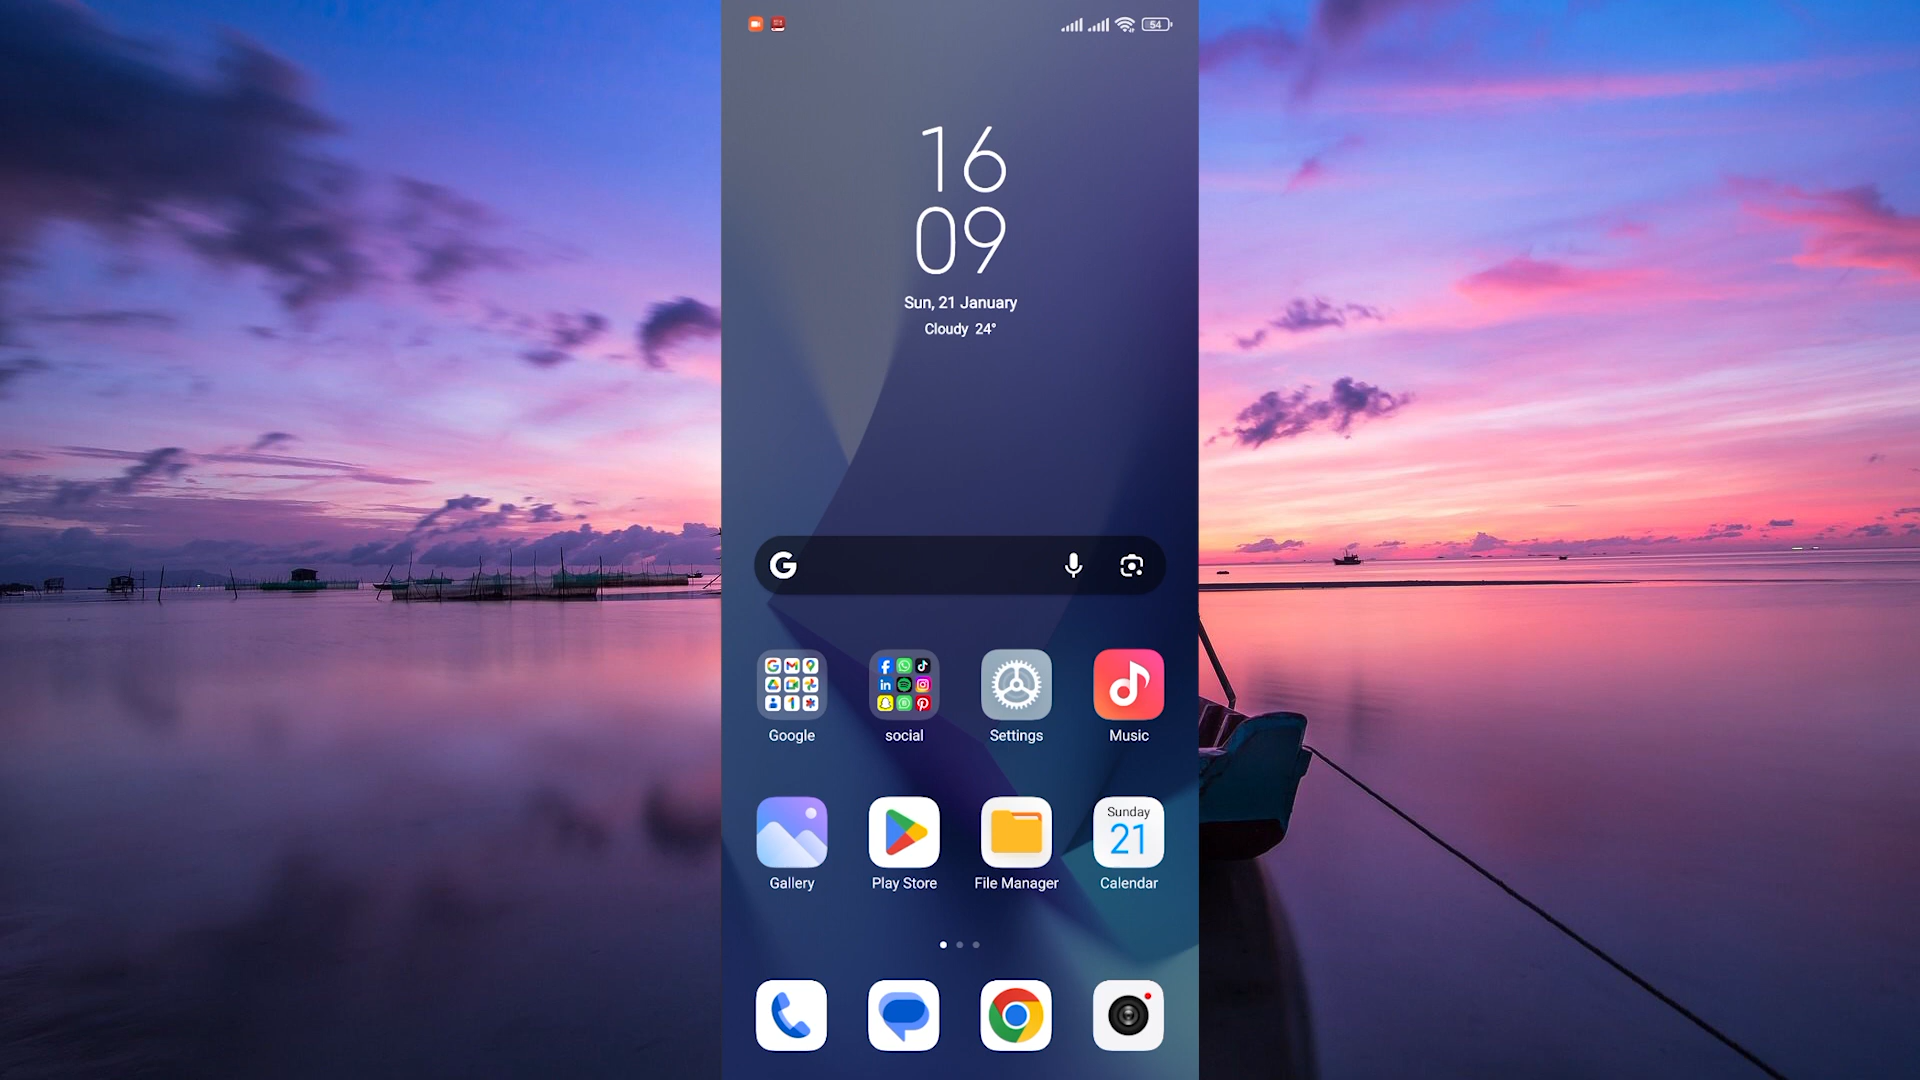 54
16
09
Sun, 21 January
Cloudy 24°
Google
social
Settings
Music
Sunday
21
Gallery
Play Store
File Manager
Calendar